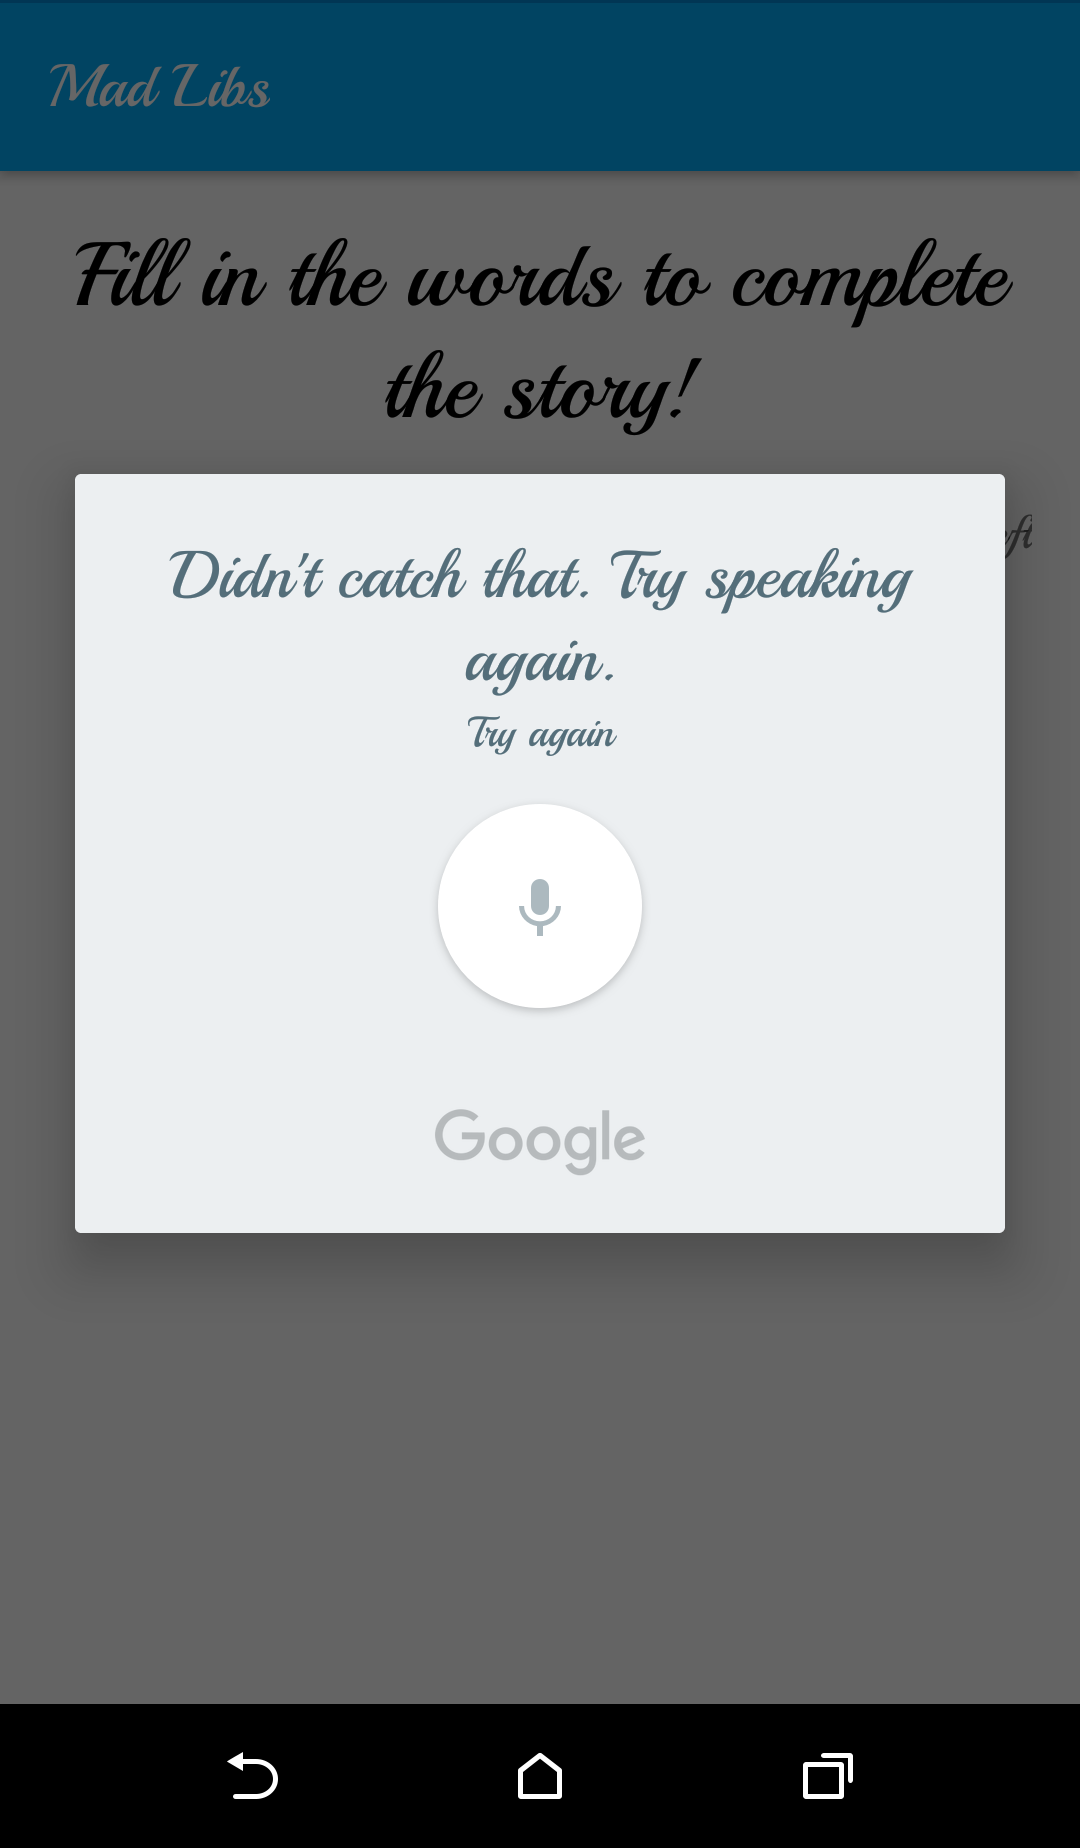 Mad Libs
Fill in the words to complete
the story!
Didn't catch that. Try speaking
again.
Try again
Google